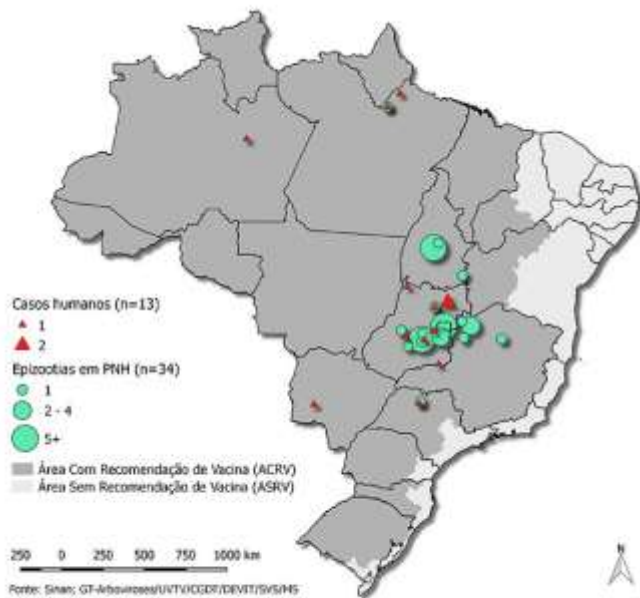 Casos humanos (n=13)
1
2
Epizootias em PNH (n=34)
1
2 - 4
5+
Área Com Recomendação de Vacina (ACRV)
Área Sem Recomendação de Vacina (ASRV)
250 0 250 500 750 1000 km
N
Fonte: Sinan; GT-Arboviroses/UVTV/CGDT/DEVIT/SVS/MS